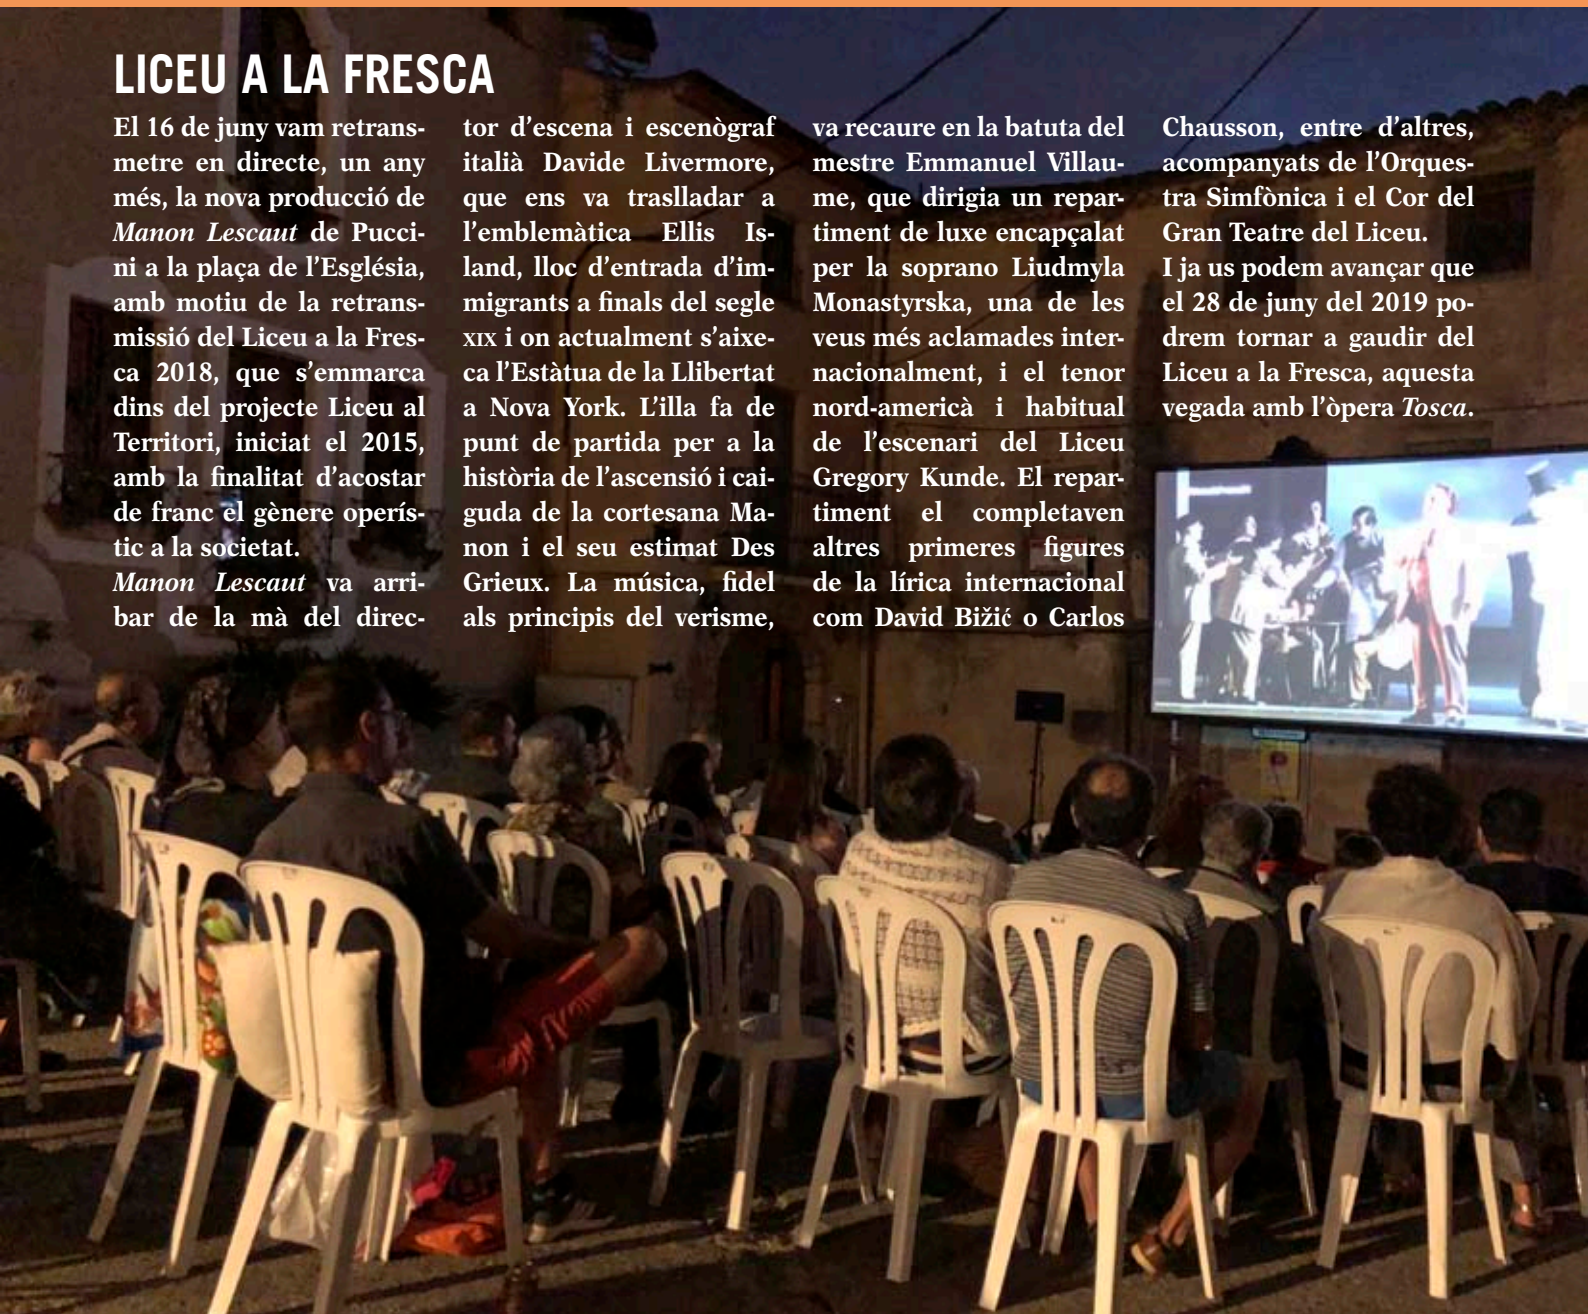 LICEU A LA FRESCA
El 16 de juny vam retrans-
metre en directe, un any
més, la nova producció de
Manon Lescaut de Pucci-
ni a la plaça de l'Església,
amb motiu de la retrans-
missió del Liceu a la Fres-
ca 2018, que s'emmarca
dins del projecte Liceu al
Territori, iniciat el 2015,
amb la finalitat d'acostar
de franc el gènere operís-
tic a la societat.
Manon Lescaut va arri-
bar de la mà del direc-
tor d'escena i escenògraf
italià Davide Livermore,
que ens va traslladar a
l'emblemàtica Ellis Is-
land, lloc d'entrada d'im-
migrants a finals del segle
XIX i on actualment s'aixe-
ca l'Estàtua de la Llibertat
a Nova York. L'illa fa de
punt de partida per a la
història de l'ascensió i cai-
guda de la cortesana Ma-
non i el seu estimat Des
Grieux. La música, fidel
als principis del verisme,
va recaure en la batuta del
mestre Emmanuel Villau-
me, que dirigia un repar-
timent de luxe encapçalat
per la soprano Liudmyla
Monastyrska, una de les
veus més aclamades inter-
nacionalment, i el tenor
nord-americà i habitual
de l'escenari del Liceu
Gregory Kunde. El repar-
timent el completaven
altres primeres figures
de la lírica internacional
com David Bižić o Carlos
Chausson, entre d'altres,
acompanyats de l'Orques-
tra Simfònica i el Cor del
Gran Teatre del Liceu.
I ja us podem avançar que
el 28 de juny del 2019 po-
drem tornar a gaudir del
Liceu a la Fresca, aquesta
vegada amb l'òpera Tosca.